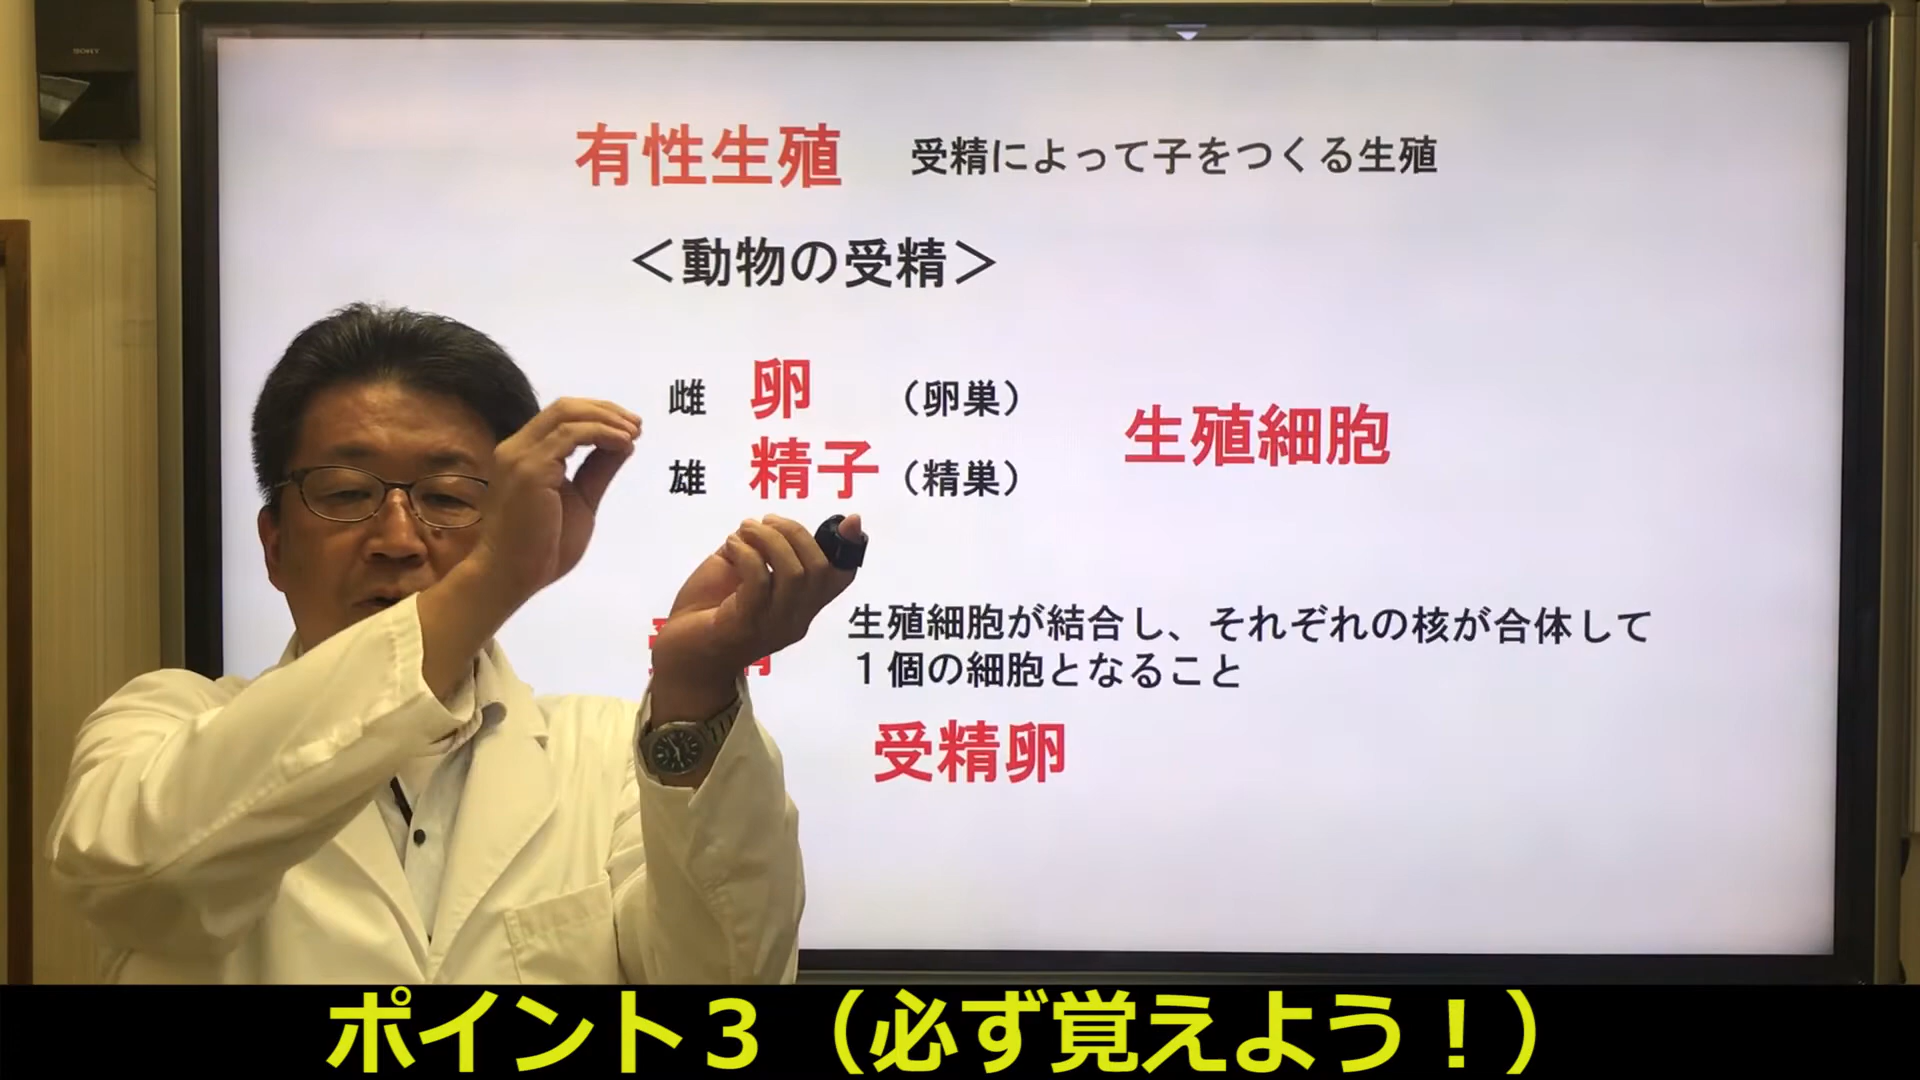 SONY
有性生殖 受精によって子をつくる生殖
＜動物の受精＞
雌 卵 （卵巣）
雄 精子 （精巣）
生殖細胞
生殖細胞が結合し、それぞれの核が合体して
１個の細胞となること
受精卵
ポイント３（必ず覚えよう！）